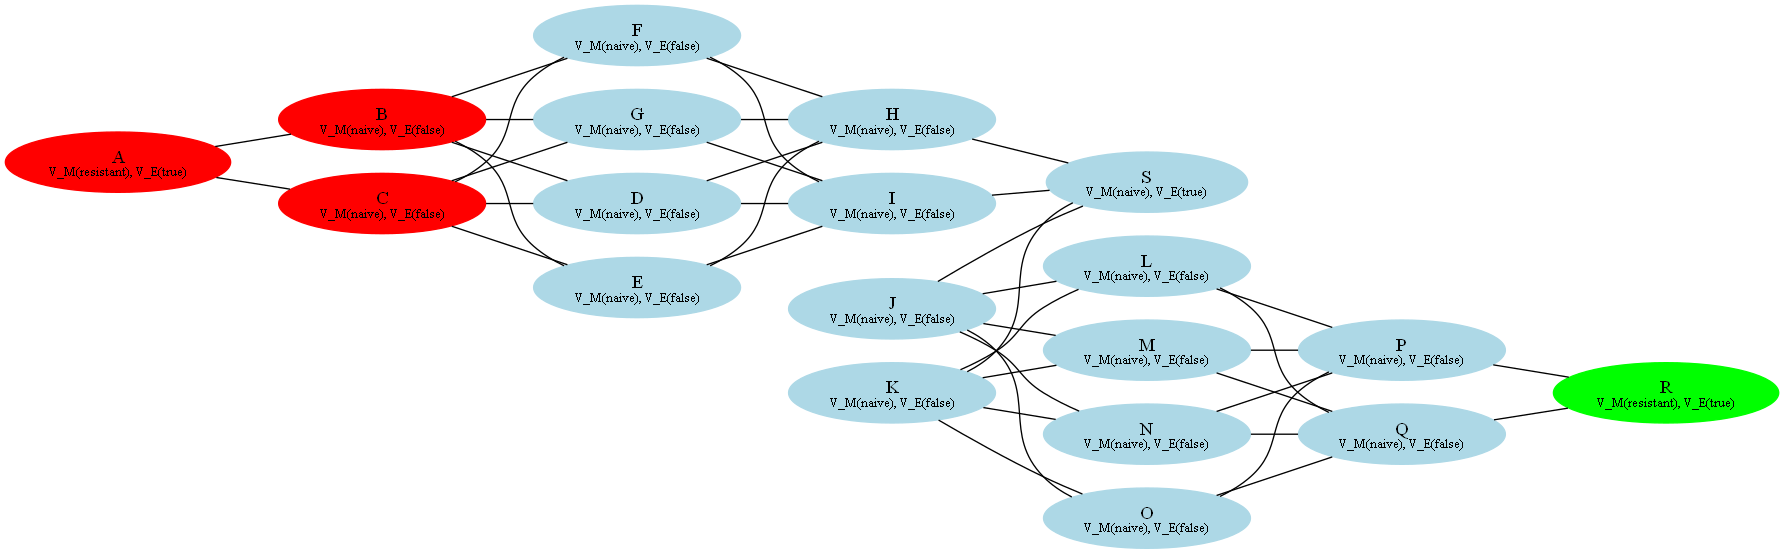 A
V_M(resistant), V_E(true)
B
V_M(naive), V_E(false)
C
V_M(naive), V_E(false)
F
V_M(naive), V_E(false)
G
V_M(naive), V_E(false)
D
V_M(naive), V_E(false)
E
V_M(naive), V_E(false)
H
V_M(naive), V_E(false)
I
V_M(naive), V_E(false)
J
V_M(naive), V_E(false)
K
V_M(naive), V_E(false)
S
V_M(naive), V_E(true)
L
V_M(naive), V_E(false)
M
V_M(naive), V_E(false)
N
V_M(naive), V_E(false)
O
V_M(naive), V_E(false)
P
V_M(naive), V_E(false)
Q
V_M(naive), V_E(false)
R
V_M(resistant), V_E(true)